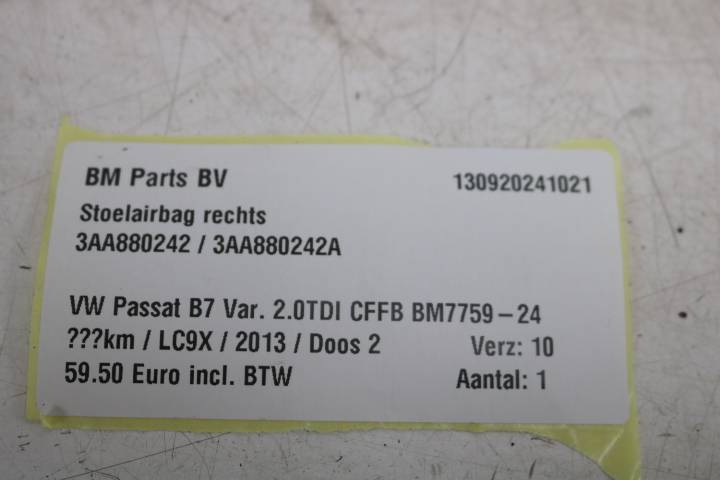 BM Parts BV 130920241021
Stoelairbag rechts
3AA880242 / 3AA880242A
VW Passat B7 Var. 2.0TDI CFFB BM7759-24
???km / LC9X / 2013 / Doos 2 Verz: 10
59.50 Euro incl. BTW Aantal: 1